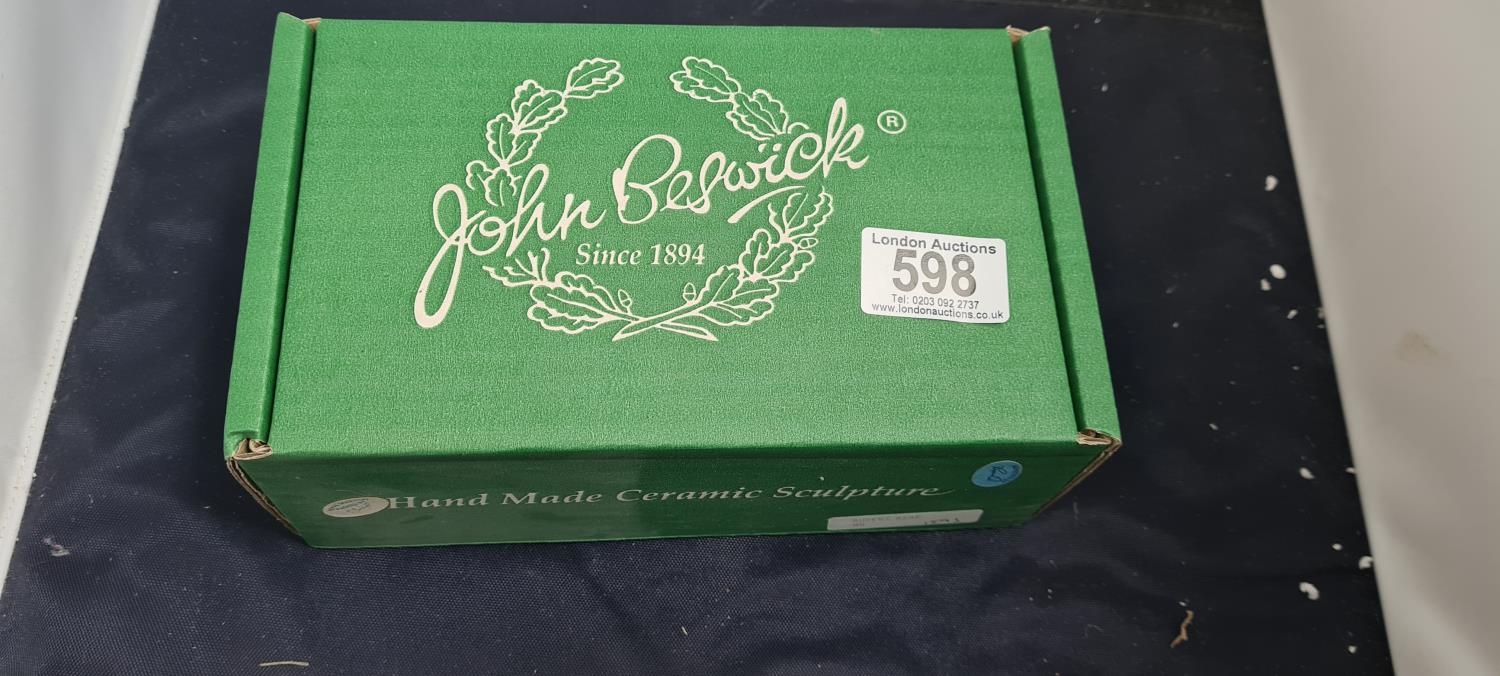 John Beswick ®
Since 1894
London Auctions
598
Tel: 0203 092 2737
www.londonauctions.co.uk
Hand Made Ceramic Sculpture